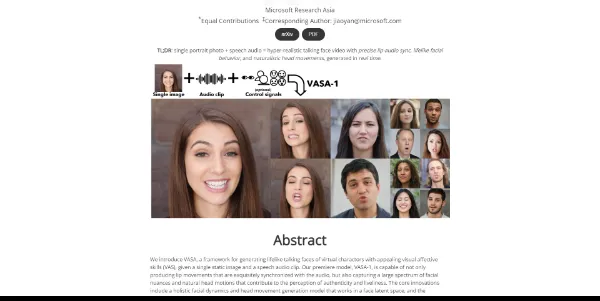 Microsoft Research Asia
*Equal Contributions ‡Corresponding Author: jiaoyan@microsoft.com
arXiv PDF
TL;DR: single portrait photo + speech audio = hyper-realistic talking face video with precise lip-audio sync, lifelike facial
behavior, and naturalistic head movements, generated in real time.
Single image + Audio clip + (optional) Control signals VASA-1
Abstract
We introduce VASA, a framework for generating lifelike talking faces of virtual characters with appealing visual affective
skills (VAS), given a single static image and a speech audio clip. Our premiere model, VASA-1, is capable of not only
producing lip movements that are exquisitely synchronized with the audio, but also capturing a large spectrum of facial
nuances and natural head motions that contribute to the perception of authenticity and liveliness. The core innovations
include a holistic facial dynamics and head movement generation model that works in a face latent space, and the